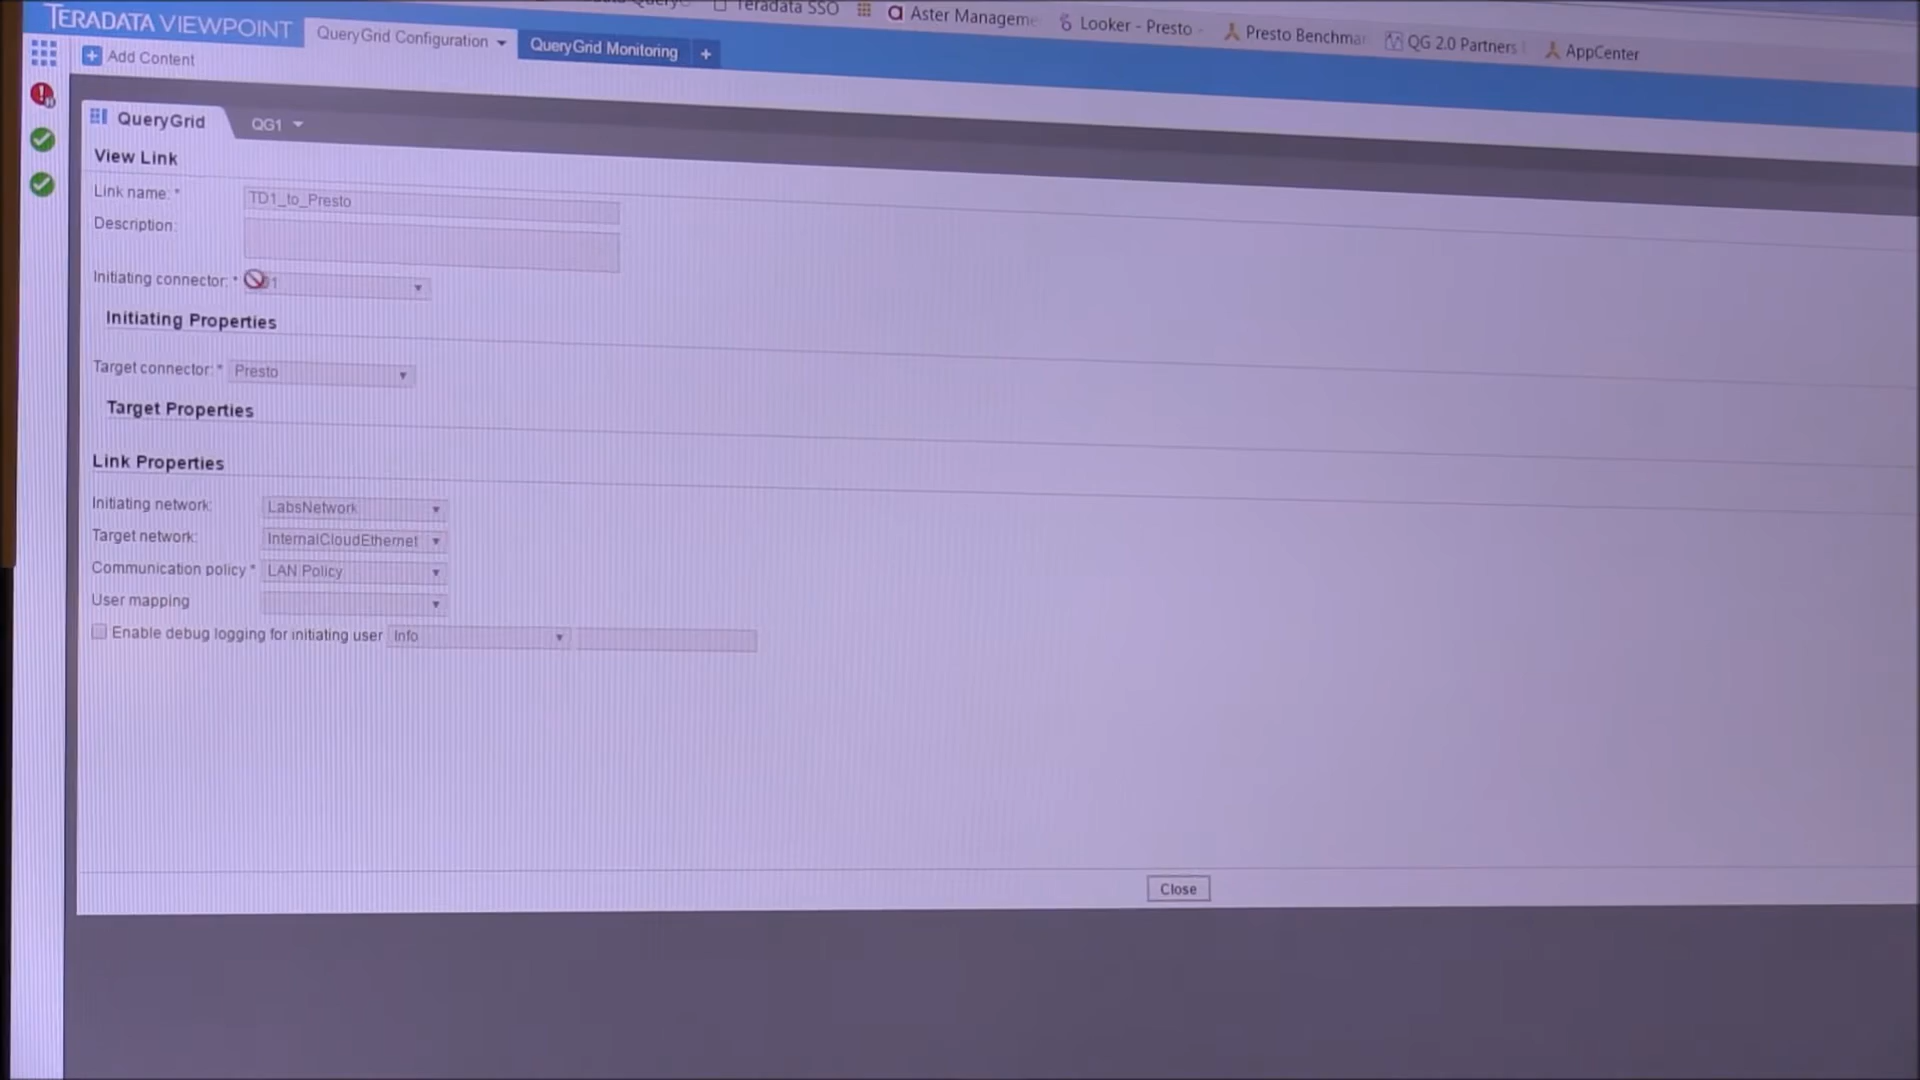 Teradata SSO
Aster Manageme
Looker - Presto -
Presto Benchmar
QG 2.0 Partners
AppCenter
TERADATA VIEWPOINT
QueryGrid Configuration
QueryGrid Monitoring
+
Add Content
QueryGrid
QG1
View Link
Link name: *
TD1_to_Presto
Description:
Initiating connector: *
Initiating Properties
Target connector: *
Presto
Target Properties
Link Properties
Initiating network:
LabsNetwork
Target network:
InternalCloudEthernet
Communication policy *
LAN Policy
User mapping
Enable debug logging for initiating user
Info
Close